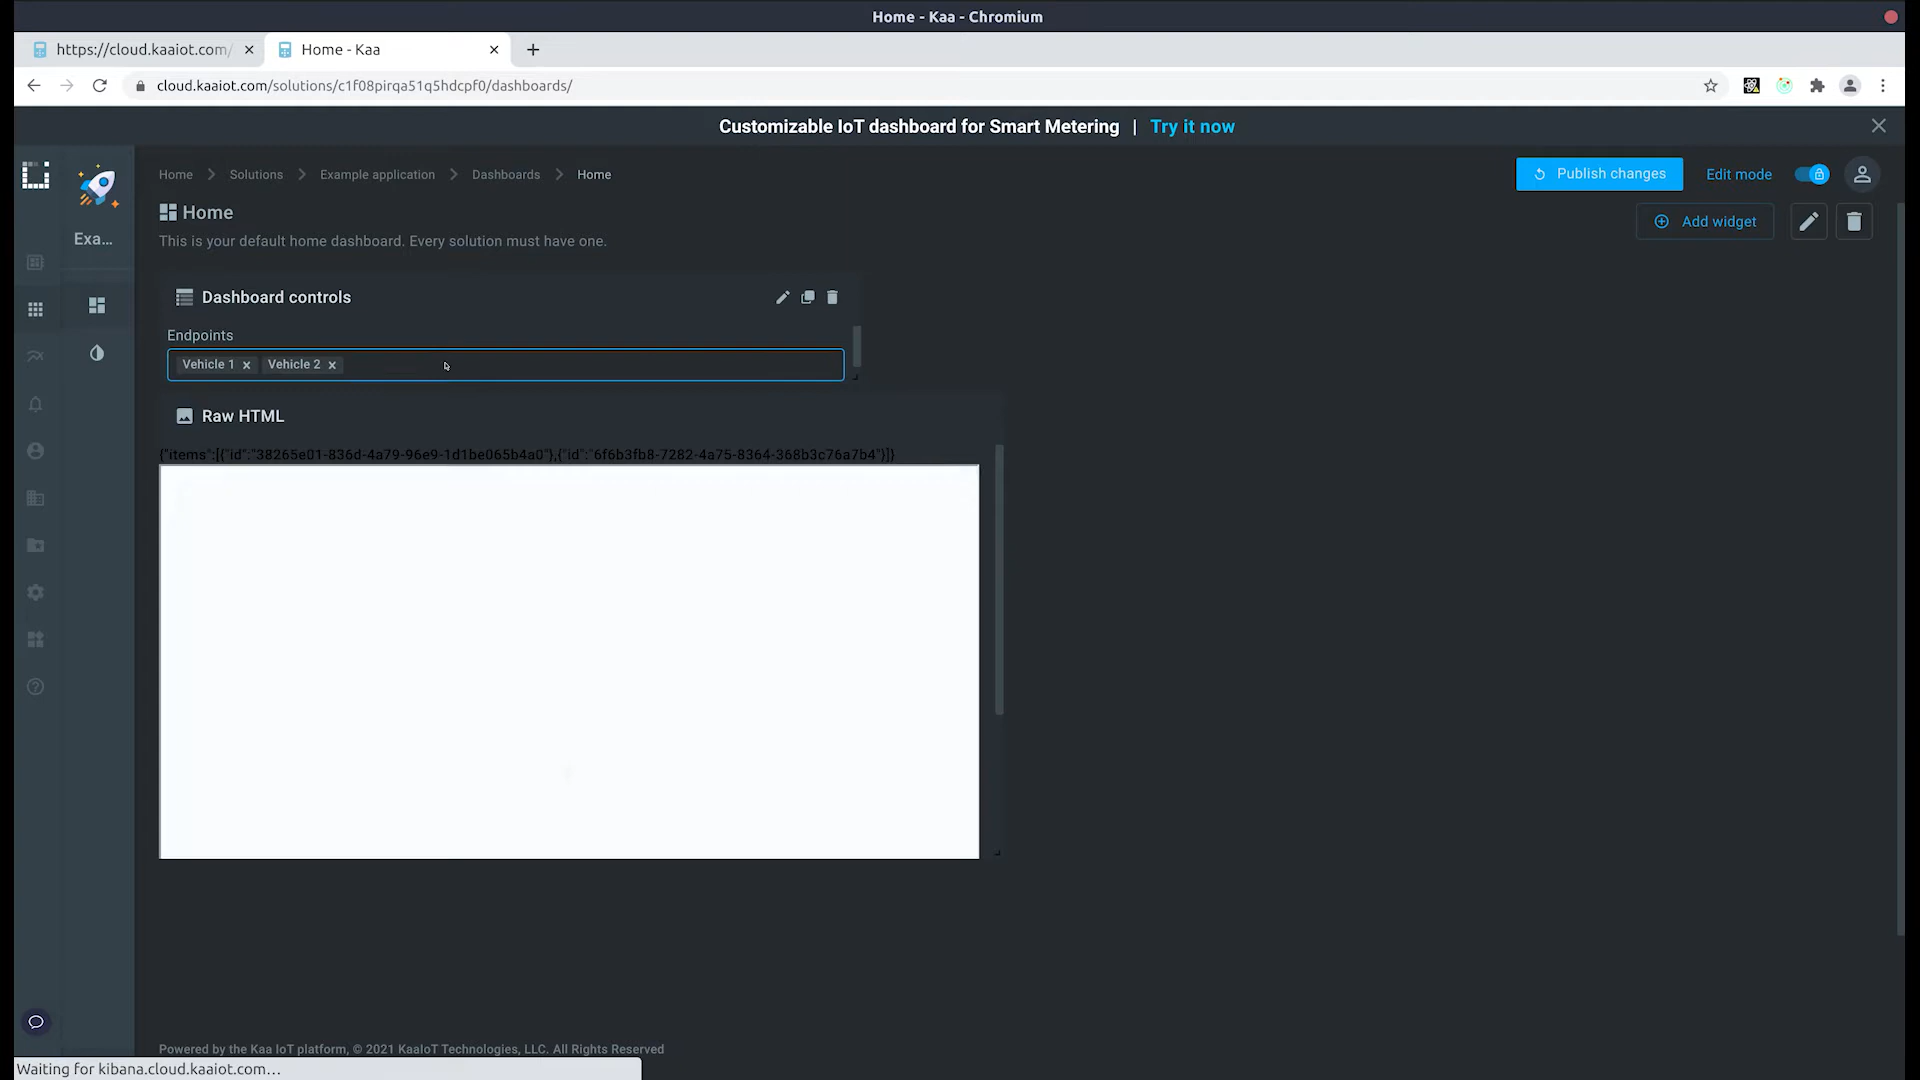 Home - Kaa - Chromium
https://cloud.kaaiot.com/
Home - Kaa
cloud.kaaiot.com/solutions/c1f08pirqa51q5hdcpf0/dashboards/
Customizable IoT dashboard for Smart Metering | Try it now
Home > Solutions > Example application > Dashboards > Home
Publish changes
Edit mode
Exa...
Home
Add widget
This is your default home dashboard. Every solution must have one.
Dashboard controls
Endpoints
Vehicle 1 × Vehicle 2 ×
Raw HTML
{"items":[{"id":"38265e01-836d-4a79-96e9-1d1be065b4a0"},{"id":"6f6b3fb8-7282-4a75-8364-368b3c76a7b4"}]}
Powered by the Kaa IoT platform, © 2021 KaaIoT Technologies, LLC. All Rights Reserved
Waiting for kibana.cloud.kaaiot.com...